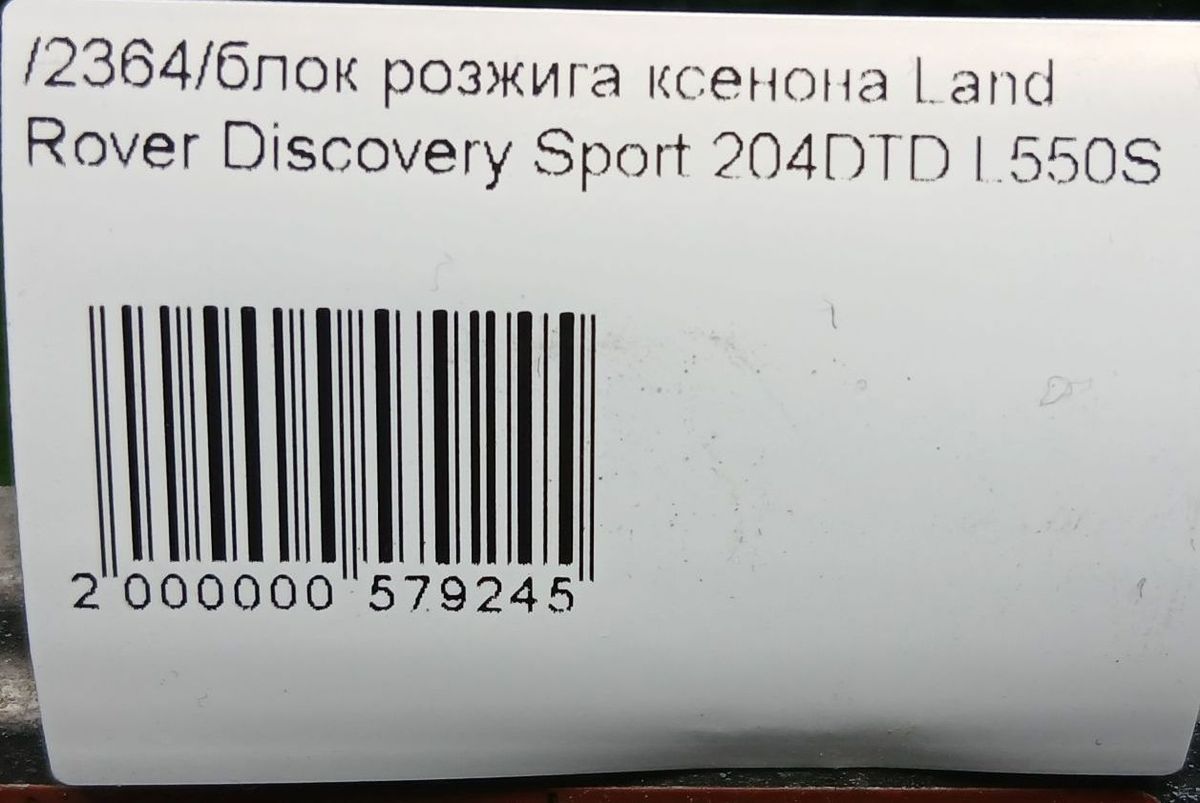 /2364/блок розжига ксенона Land
Rover Discovery Sport 204DTD L550S
2 000000 579245